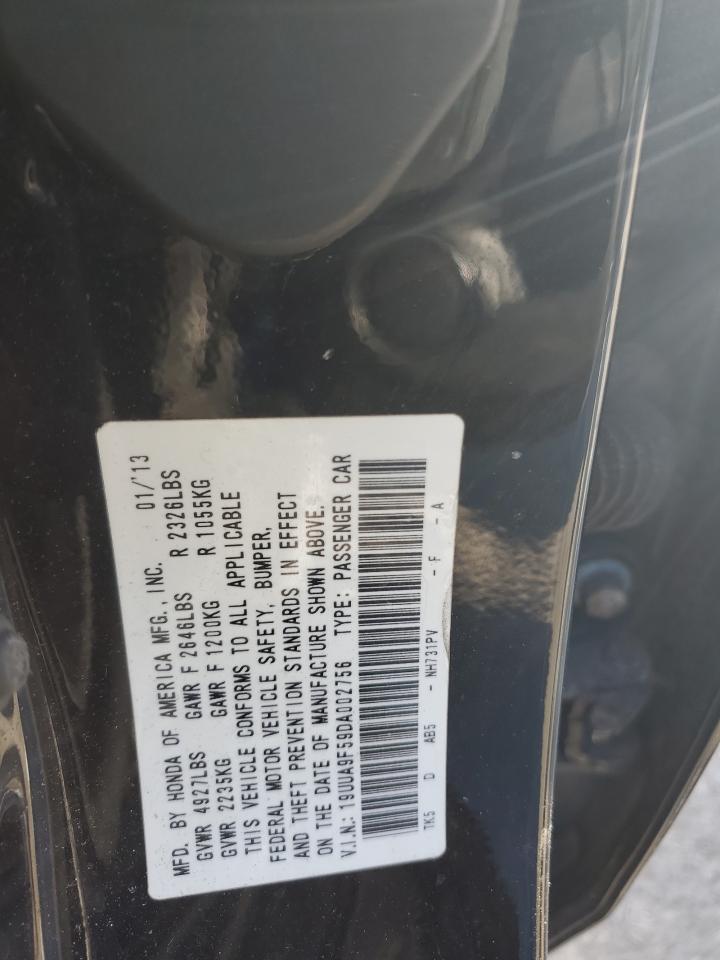 MFD. BY HONDA OF AMERICA MFG., INC. 01/'13
GVWR 4927LBS GAWR F 2646LBS R 2326LBS
GVWR 2235KG GAWR F 1200KG R 1055KG
THIS VEHICLE CONFORMS TO ALL APPLICABLE
FEDERAL MOTOR VEHICLE SAFETY, BUMPER,
AND THEFT PREVENTION STANDARDS IN EFFECT
ON THE DATE OF MANUFACTURE SHOWN ABOVE.
V.I.N.: 19UUA9F59DA002756 TYPE: PASSENGER CAR
TK5 D AB5 - NH731PV - F - A